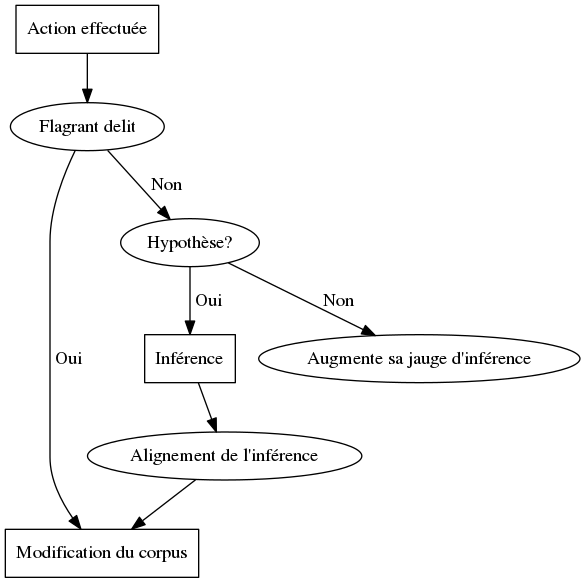 Action effectuée
Flagrant delit
Non
Hypothèse?
Oui
Non
Oui
Inférence
Augmente sa jauge d'inférence
Alignement de l'inférence
Modification du corpus